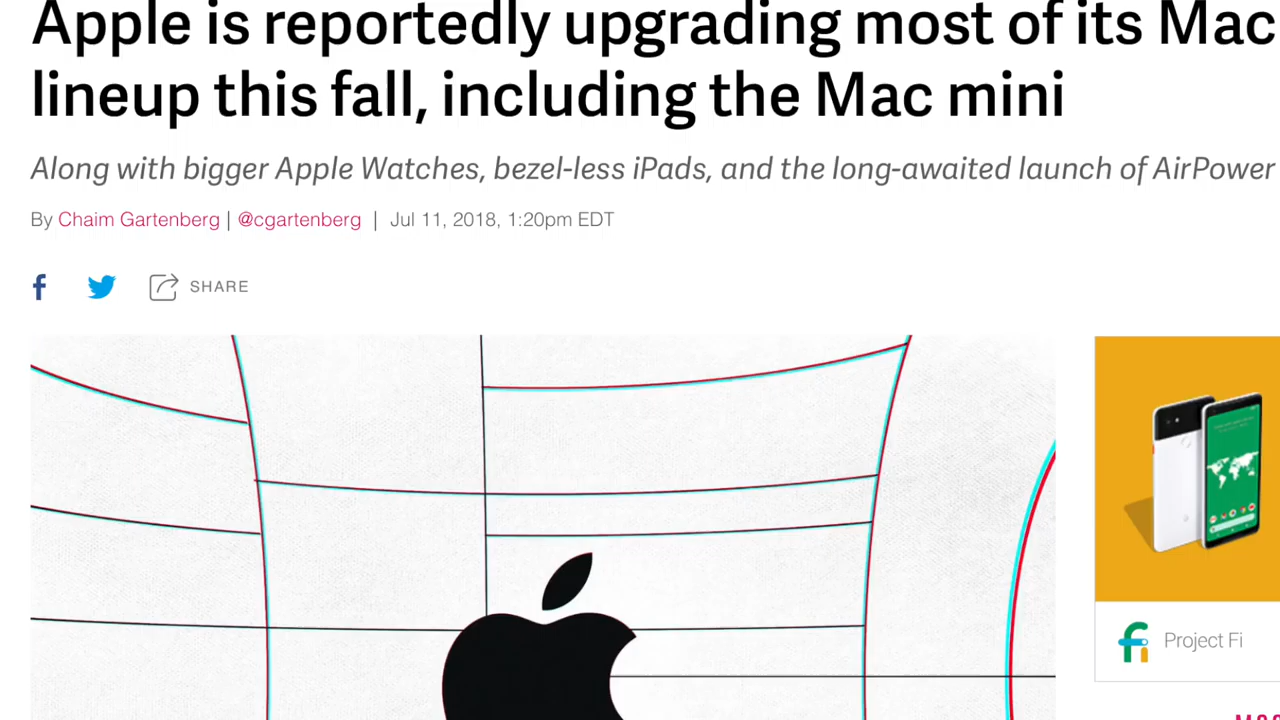 Apple is reportedly upgrading most of its Mac
lineup this fall, including the Mac mini
Along with bigger Apple Watches, bezel-less iPads, and the long-awaited launch of AirPower
By Chaim Gartenberg | @cgartenberg | Jul 11, 2018, 1:20pm EDT
SHARE
Project Fi